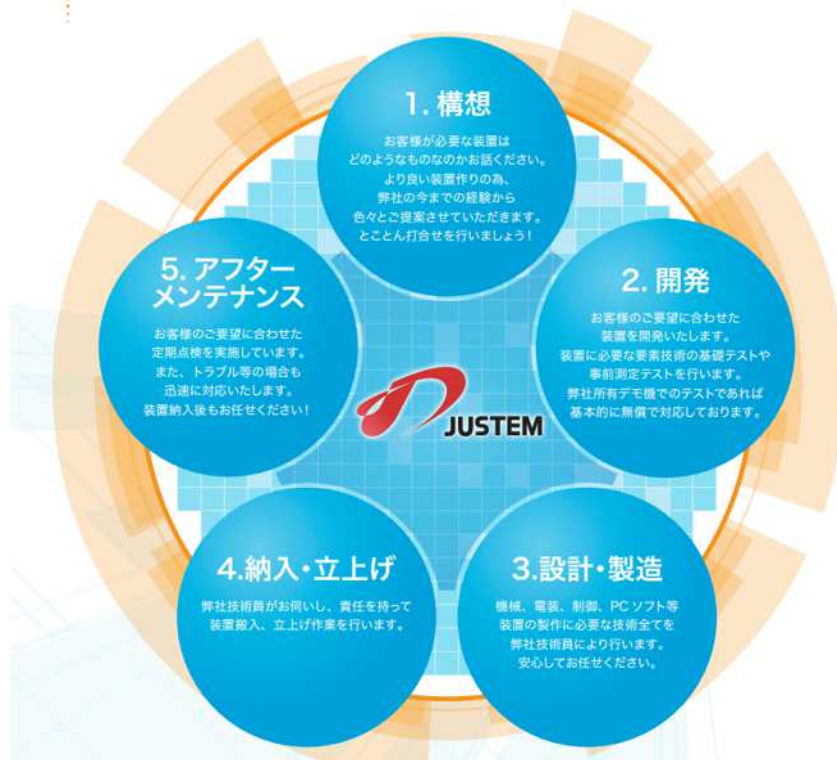 1. 構想
お客様が必要な装置は
どのようなものなのかお話ください。
より良い装置作りの為、
弊社の今までの経験から
色々とご提案させていただきます。
とことん打合せを行いましょう！
2. 開発
お客様のご要望に合わせた
装置を開発いたします。
装置に必要な要素技術の基礎テストや
事前測定テストを行います。
弊社所有デモ機でのテストであれば
基本的に無償で対応しております。
3.設計・製造
機械、電装、制御、PC ソフト等
装置の製作に必要な技術全てを
弊社技術員により行います。
安心してお任せください。
4.納入・立上げ
弊社技術員がお伺いし、責任を持って
装置搬入、立上げ作業を行います。
5. アフター
メンテナンス
お客様のご要望に合わせた
定期点検を実施しています。
また、トラブル等の場合も
迅速に対応いたします。
装置納入後もお任せください！
JUSTEM